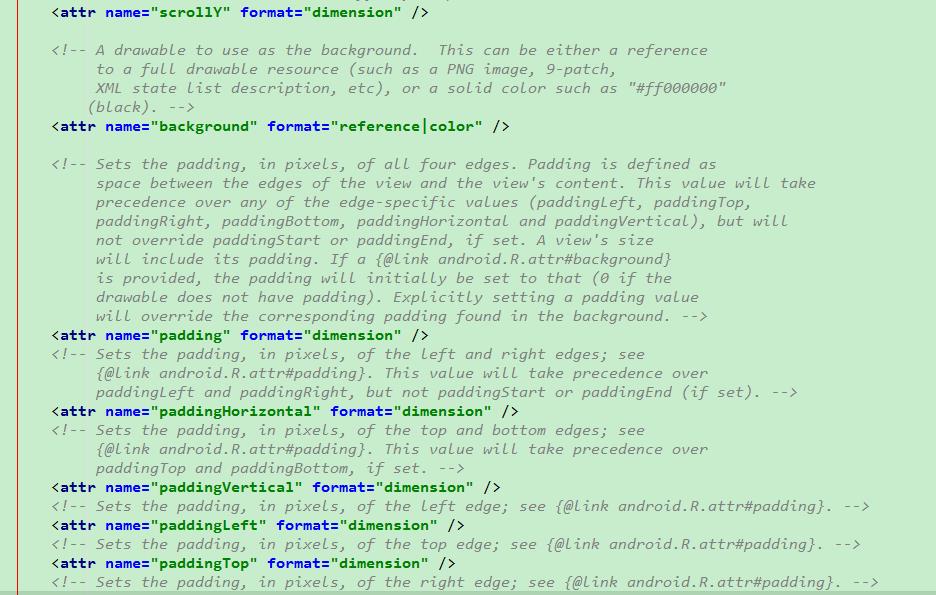 <attr name="scrollY" format="dimension" />
<!-- A drawable to use as the background.  This can be either a reference
to a full drawable resource (such as a PNG image, 9-patch,
XML state list description, etc), or a solid color such as "#ff000000"
(black). -->
<attr name="background" format="reference|color" />
<!-- Sets the padding, in pixels, of all four edges. Padding is defined as
space between the edges of the view and the view's content. This value will take
precedence over any of the edge-specific values (paddingLeft, paddingTop,
paddingRight, paddingBottom, paddingHorizontal and paddingVertical), but will
not override paddingStart or paddingEnd, if set. A view's size
will include its padding. If a {@link android.R.attr#background}
is provided, the padding will initially be set to that (0 if the
drawable does not have padding). Explicitly setting a padding value
will override the corresponding padding found in the background. -->
<attr name="padding" format="dimension" />
<!-- Sets the padding, in pixels, of the left and right edges; see
{@link android.R.attr#padding}. This value will take precedence over
paddingLeft and paddingRight, but not paddingStart or paddingEnd (if set). -->
<attr name="paddingHorizontal" format="dimension" />
<!-- Sets the padding, in pixels, of the top and bottom edges; see
{@link android.R.attr#padding}. This value will take precedence over
paddingTop and paddingBottom, if set. -->
<attr name="paddingVertical" format="dimension" />
<!-- Sets the padding, in pixels, of the left edge; see {@link android.R.attr#padding}. -->
<attr name="paddingLeft" format="dimension" />
<!-- Sets the padding, in pixels, of the top edge; see {@link android.R.attr#padding}. -->
<attr name="paddingTop" format="dimension" />
<!-- Sets the padding, in pixels, of the right edge; see {@link android.R.attr#padding}. -->